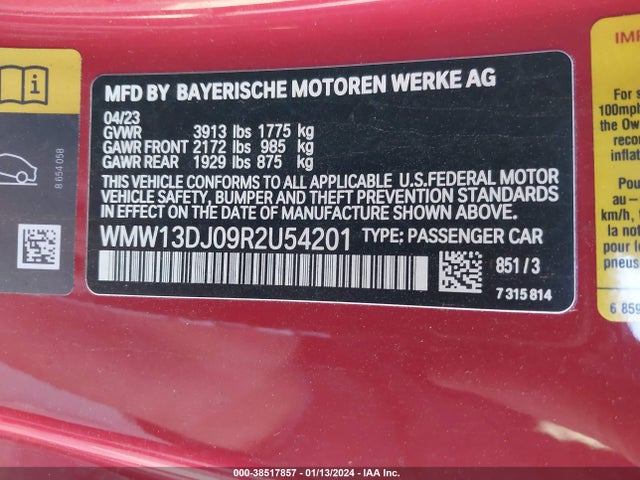 MFD BY BAYERISCHE MOTOREN WERKE AG
04/23
GVWR 3913 lbs 1775 kg
GAWR FRONT 2172 lbs 985 kg
GAWR REAR 1929 lbs 875 kg
THIS VEHICLE CONFORMS TO ALL APPLICABLE U.S.FEDERAL MOTOR
VEHICLE SAFETY, BUMPER AND THEFT PREVENTION STANDARDS
IN EFFECT ON THE DATE OF MANUFACTURE SHOWN ABOVE.
WMW13DJ09R2U54201 TYPE: PASSENGER CAR
851/3
7 315 814
8 654 058
IMP
For s
100mph
the Own
recom
inflat
Pou
au –
km/h,
la not
reco
pneus
6 859
000-38517857 - 01/13/2024 - IAA Inc.